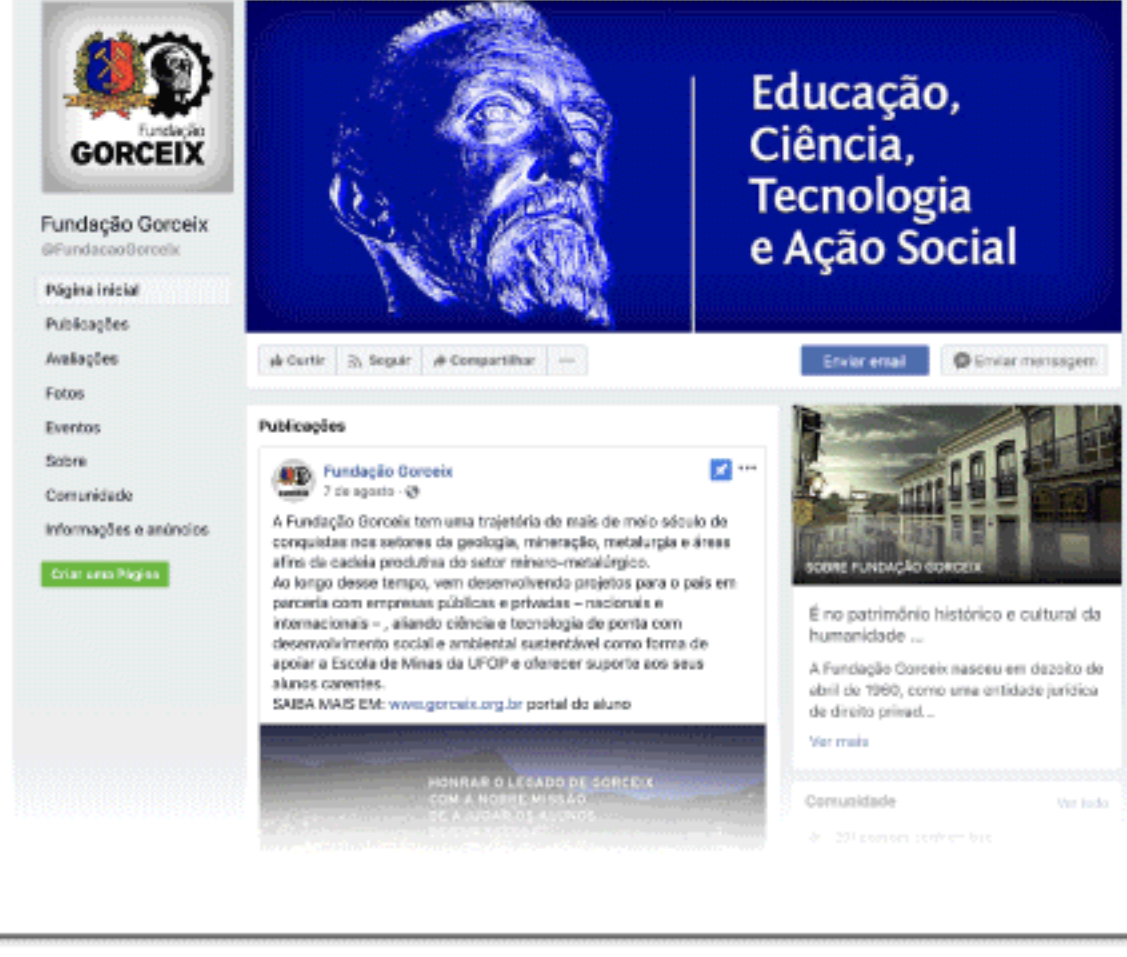 Fundação
GORCEIX
Fundação Gorceix
@FundacaoGorceix
Página inicial
Publicações
Avaliações
Fotos
Eventos
Sobre
Comunidade
Informações e anúncios
Criar uma Página
Educação,
Ciência,
Tecnologia
e Ação Social
Curtir
Seguir
Compartilhar
Enviar email
Enviar mensagem
Publicações
Fundação Gorceix
7 de agosto
A Fundação Gorceix tem uma trajetória de mais de meio século de
conquistas nos setores da geologia, mineração, metalurgia e áreas
afins da cadeia produtiva do setor mínero-metalúrgico.
Ao longo desse tempo, vem desenvolvendo projetos para o país em
parceria com empresas públicas e privadas – nacionais e
internacionais – , aliando ciência e tecnologia de ponta com
desenvolvimento social e ambiental sustentável como forma de
apoiar a Escola de Minas da UFOP e oferecer suporte aos seus
alunos carentes.
SAIBA MAIS EM: www.gorceix.org.br portal do aluno
HONRAR O LEGADO DE GORCEIX
COM A NOBRE MISSÃO
DE AJUDAR OS ALUNOS
SOBRE FUNDAÇÃO GORCEIX
É no patrimônio histórico e cultural da
humanidade ...
A Fundação Gorceix nasceu em dezoito de
abril de 1960, como uma entidade jurídica
de direito privad...
Ver mais
Comunidade
Ver tudo